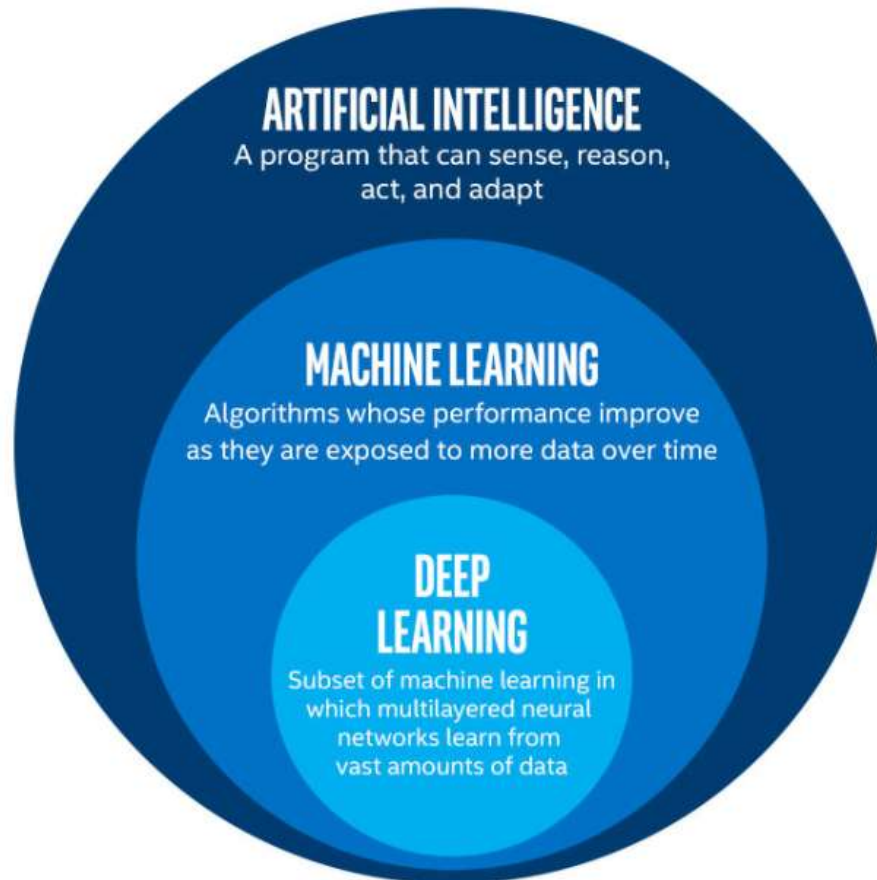 ARTIFICIAL INTELLIGENCE
A program that can sense, reason,
act, and adapt
MACHINE LEARNING
Algorithms whose performance improve
as they are exposed to more data over time
DEEP
LEARNING
Subset of machine learning in
which multilayered neural
networks learn from
vast amounts of data